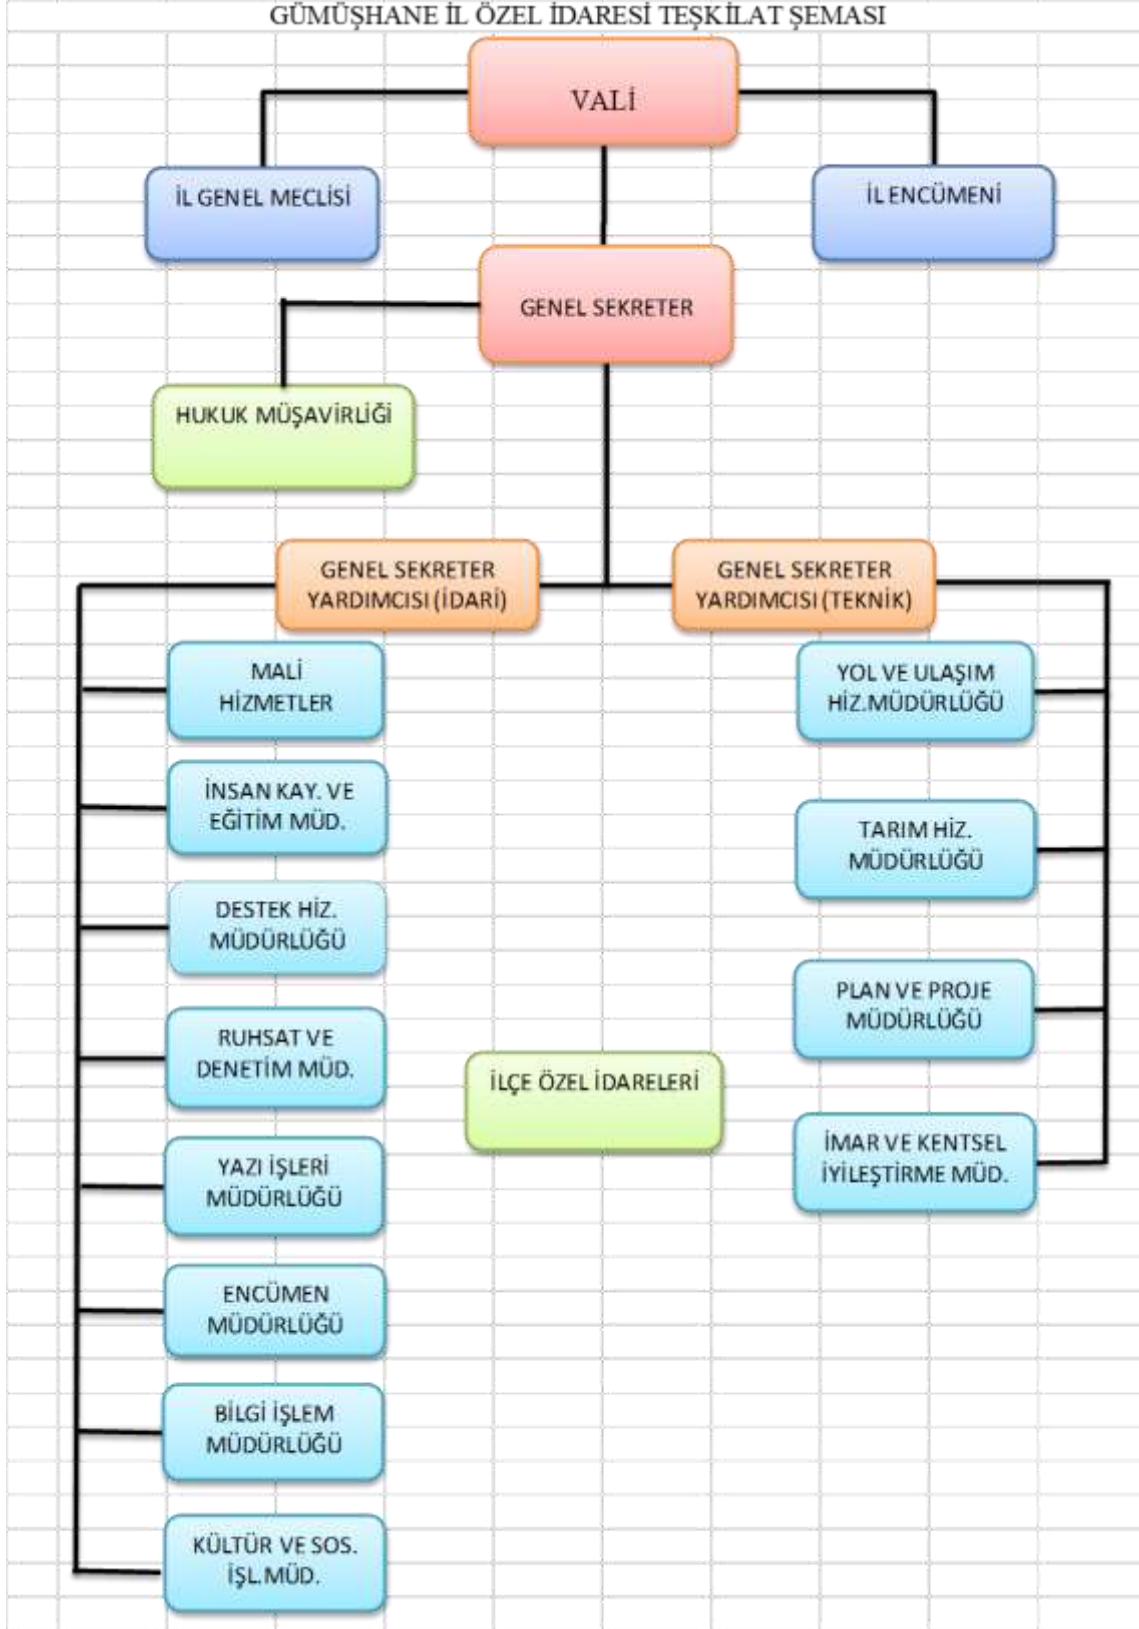 GÜMÜŞHANE İL ÖZEL İDARESİ TEŞKİLAT ŞEMASI
VALİ
İL GENEL MECLİSİ
İL ENCÜMENİ
GENEL SEKRETER
HUKUK MÜŞAVİRLİĞİ
GENEL SEKRETER
YARDIMCISI (İDARİ)
GENEL SEKRETER
YARDIMCISI (TEKNİK)
MALİ
HİZMETLER
İNSAN KAY. VE
EĞİTİM MÜD.
DESTEK HİZ.
MÜDÜRLÜĞÜ
RUHSAT VE
DENETİM MÜD.
YAZI İŞLERİ
MÜDÜRLÜĞÜ
ENCÜMEN
MÜDÜRLÜĞÜ
BİLGİ İŞLEM
MÜDÜRLÜĞÜ
KÜLTÜR VE SOS.
İŞL.MÜD.
İLÇE ÖZEL İDARELERİ
YOL VE ULAŞIM
HİZ.MÜDÜRLÜĞÜ
TARIM HİZ.
MÜDÜRLÜĞÜ
PLAN VE PROJE
MÜDÜRLÜĞÜ
İMAR VE KENTSEL
İYİLEŞTİRME MÜD.